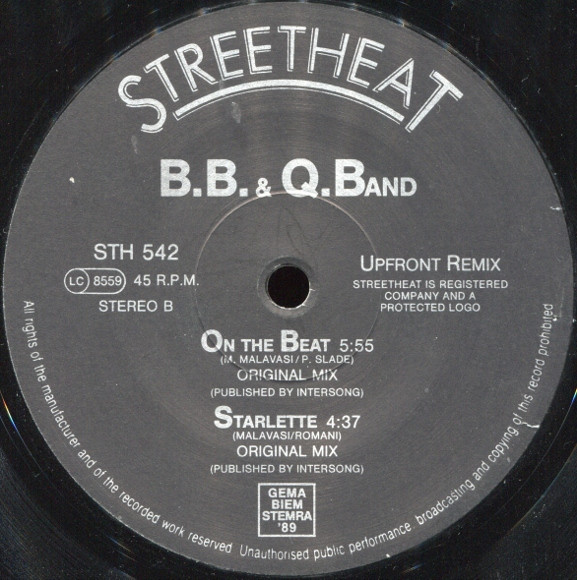 STREETHEAT
B.B. & Q.BAND
STH 542
LC 8559 45 R.P.M.
STEREO B
UPFRONT REMIX
STREETHEAT IS REGISTERED
COMPANY AND A
PROTECTED LOGO
ON THE BEAT 5:55
(M. MALAVASI/P. SLADE)
ORIGINAL MIX
(PUBLISHED BY INTERSONG)
STARLETTE 4:37
(MALAVASI/ROMANI)
ORIGINAL MIX
(PUBLISHED BY INTERSONG)
GEMA
BIEM
STEMRA
'89
All rights of the manufacturer and of the recorded work reserved. Unauthorised public performance, broadcasting and copying of this record prohibited